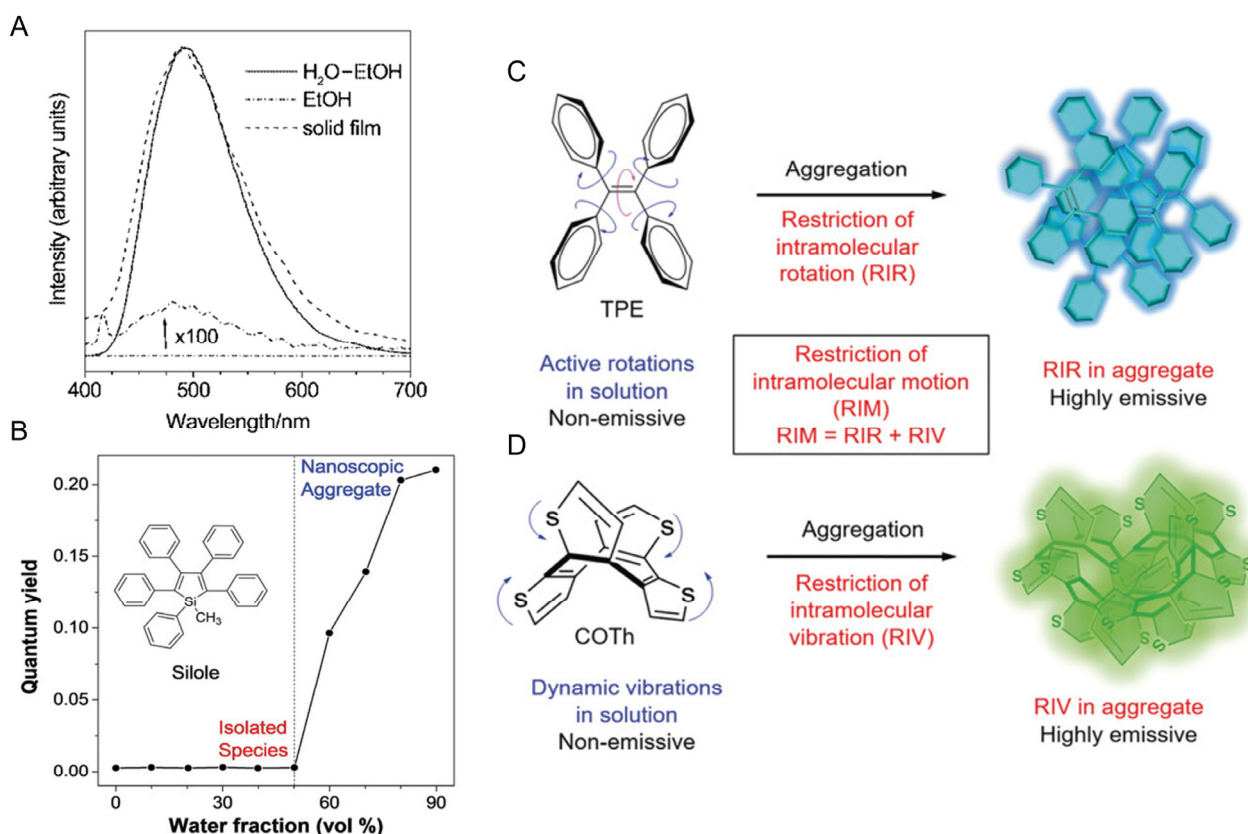 A
Intensity (arbitrary units)
H₂O–EtOH
EtOH
solid film
x100
400
450
500
550
600
650
700
Wavelength/nm
B
Quantum yield
0.20
0.15
0.10
0.05
0.00
Nanoscopic
Aggregate
Si
CH₃
Silole
Isolated
Species
0
30
60
90
Water fraction (vol %)
C
TPE
Active rotations
in solution
Non-emissive
Aggregation
Restriction of
intramolecular
rotation (RIR)
RIR in aggregate
Highly emissive
Restriction of
intramolecular motion
(RIM)
RIM = RIR + RIV
D
S
S
S
S
COTh
Dynamic vibrations
in solution
Non-emissive
Aggregation
Restriction of
intramolecular
vibration (RIV)
S
S
S
S
S
S
S
S
RIV in aggregate
Highly emissive